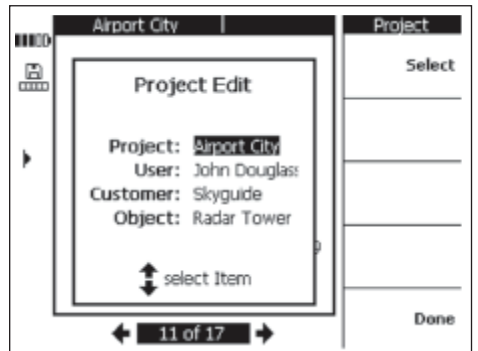 Airport City
Project
Select
Project Edit
Project: Airport City
User: John Douglas
Customer: Skyguide
Object: Radar Tower
select Item
11 of 17
Done